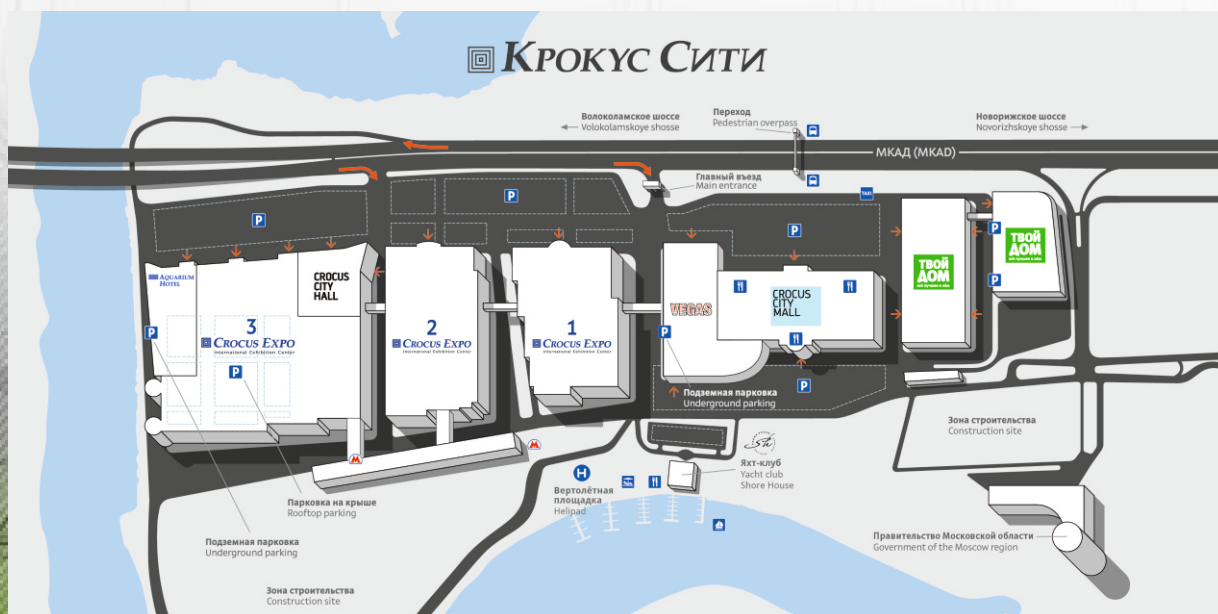 КРОКУС СИТИ
Волоколамское шоссе
Volokolamskoye shosse
Переход
Pedestrian overpass
Новорижское шоссе
Novorizhskoye shosse
МКАД (MKAD)
Главный въезд
Main entrance
TAXI
P
P
P
P
P
AQUARIUM
HOTEL
CROCUS
CITY
HALL
ТВОЙ
ДОМ
ТВОЙ
ДОМ
VEGAS
CROCUS
CITY
MALL
3
CROCUS EXPO
International Exhibition Center
2
CROCUS EXPO
International Exhibition Center
1
CROCUS EXPO
International Exhibition Center
P
P
P
P
Подземная парковка
Underground parking
М
М
Зона строительства
Construction site
Яхт-клуб
Yacht club
Shore House
H
Вертолётная
площадка
Helipad
Парковка на крыше
Rooftop parking
Подземная парковка
Underground parking
Правительство Московской области
Government of the Moscow region
Зона строительства
Construction site